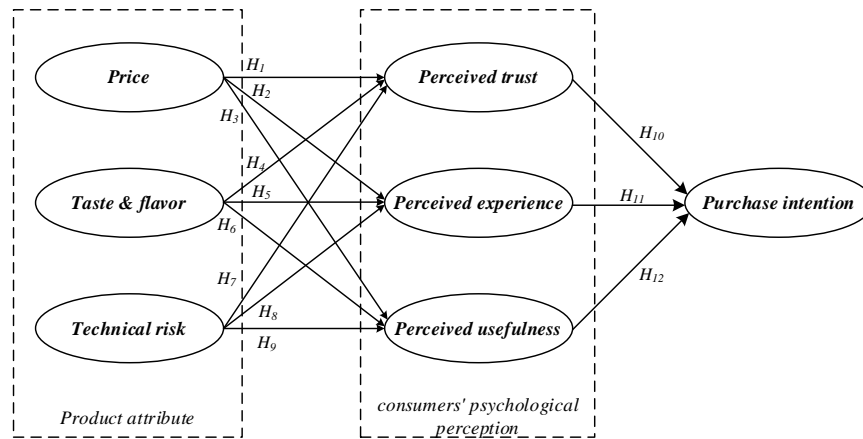 Price
Taste & flavor
Technical risk
Product attribute
H1
H2
H3
H4
H5
H6
H7
H8
H9
Perceived trust
Perceived experience
Perceived usefulness
consumers' psychological
perception
H10
H11
H12
Purchase intention